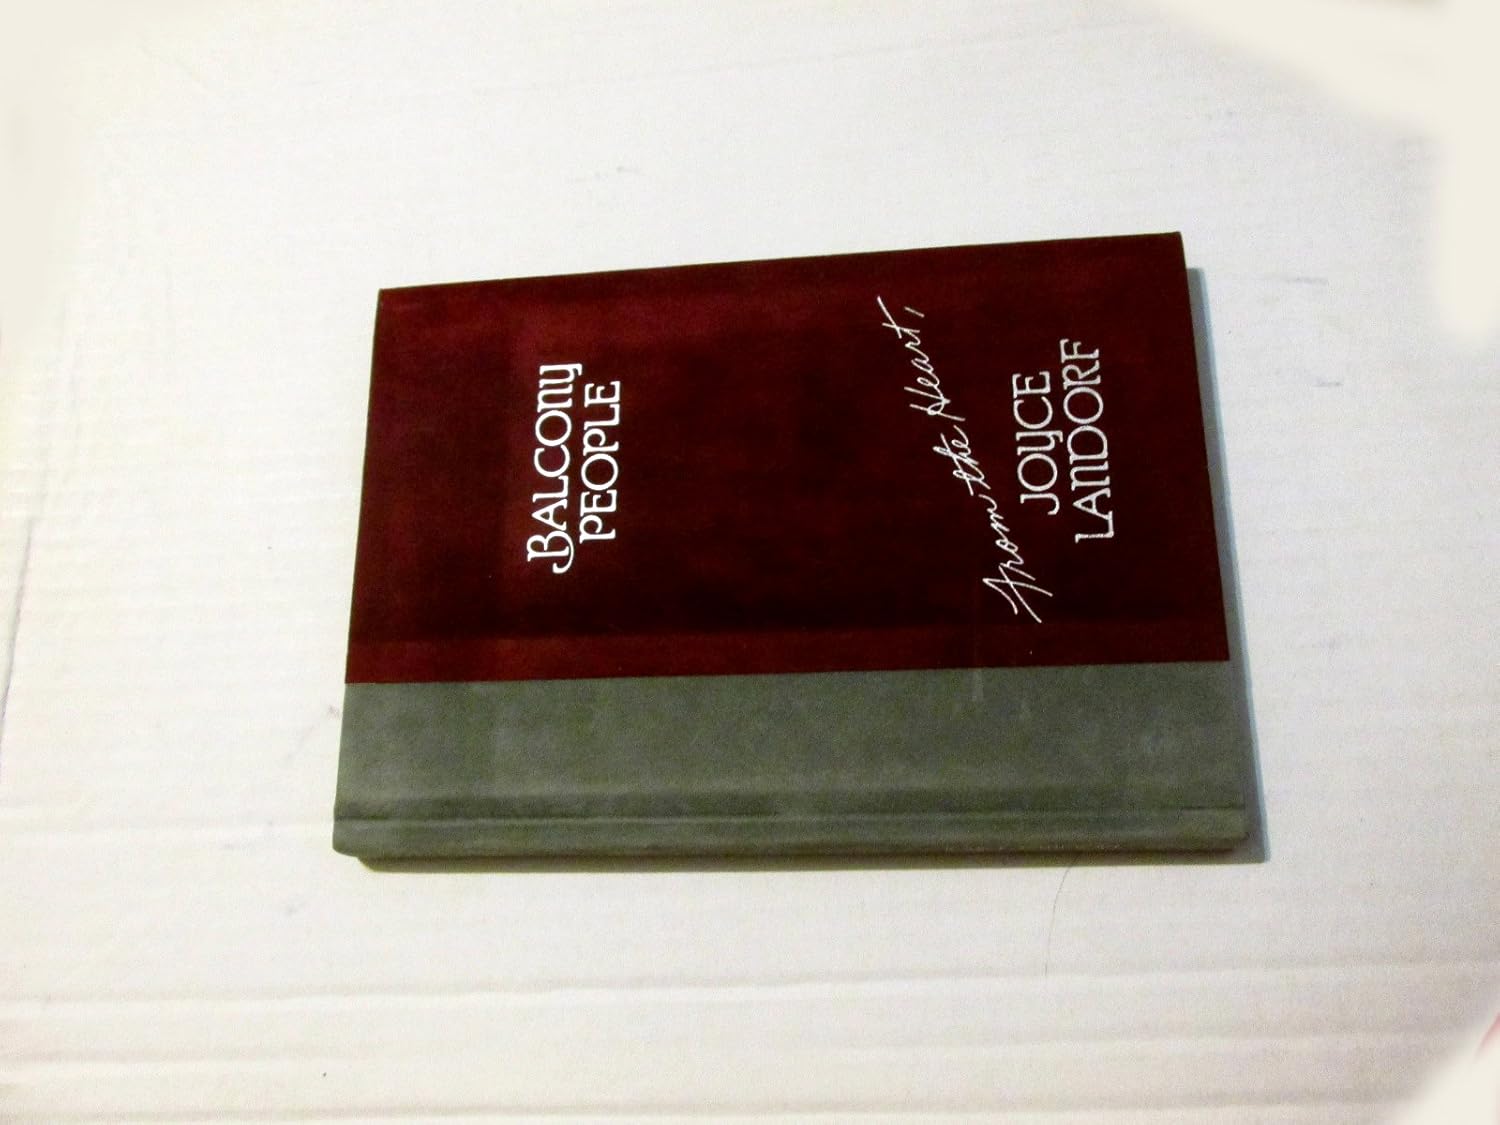 BALCONY
PEOPLE
From the Heart,
JOYCE
LANDORF